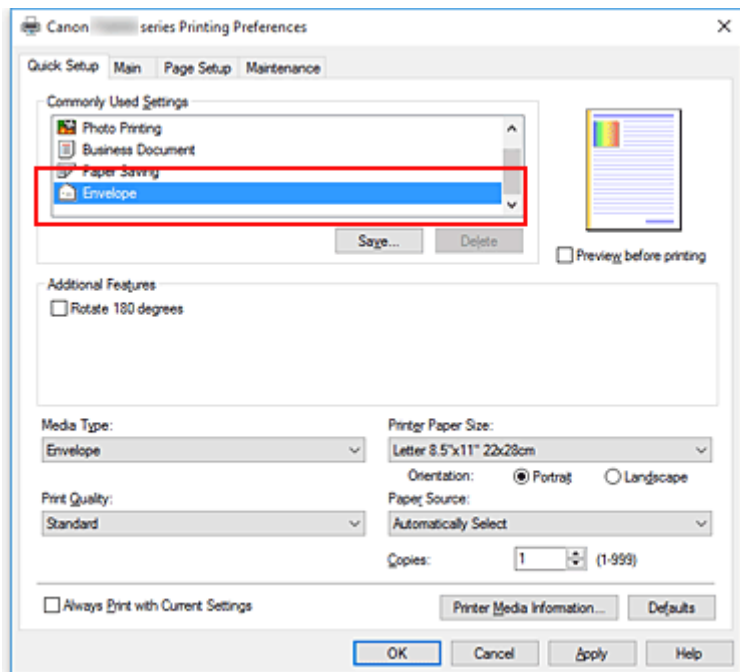 Canon series Printing Preferences
Quick Setup Main Page Setup Maintenance
Commonly Used Settings
Photo Printing
Business Document
Paper Saving
Envelope
Save... Delete
Preview before printing
Additional Features
Rotate 180 degrees
Media Type: Printer Paper Size:
Envelope Letter 8.5"x11" 22x28cm
Orientation: Portrait Landscape
Print Quality: Paper Source:
Standard Automatically Select
Copies: 1 (1-999)
Always Print with Current Settings Printer Media Information... Defaults
OK Cancel Apply Help